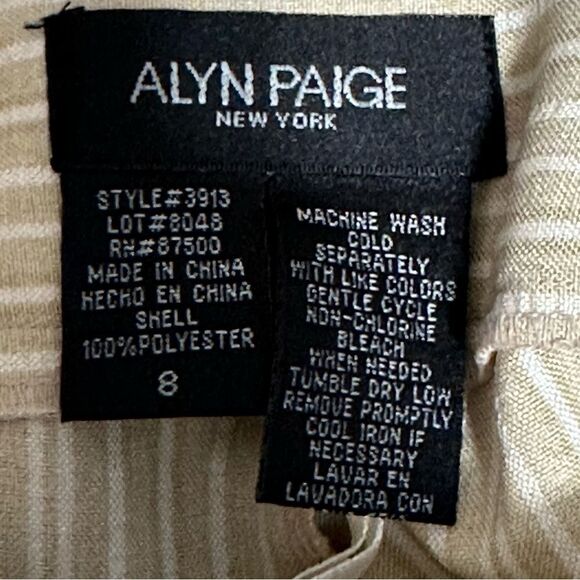 ALYN PAIGE
NEW YORK
STYLE#3913
LOT#8048
RN#87500
MADE IN CHINA
HECHO EN CHINA
SHELL
100%POLYESTER
8
MACHINE WASH
COLD
SEPARATELY
WITH LIKE COLORS
GENTLE CYCLE
NON-CHLORINE
BLEACH
WHEN NEEDED
TUMBLE DRY LOW
REMOVE PROMPTLY
COOL IRON IF
NECESSARY
LAVAR EN
LAVADORA CON